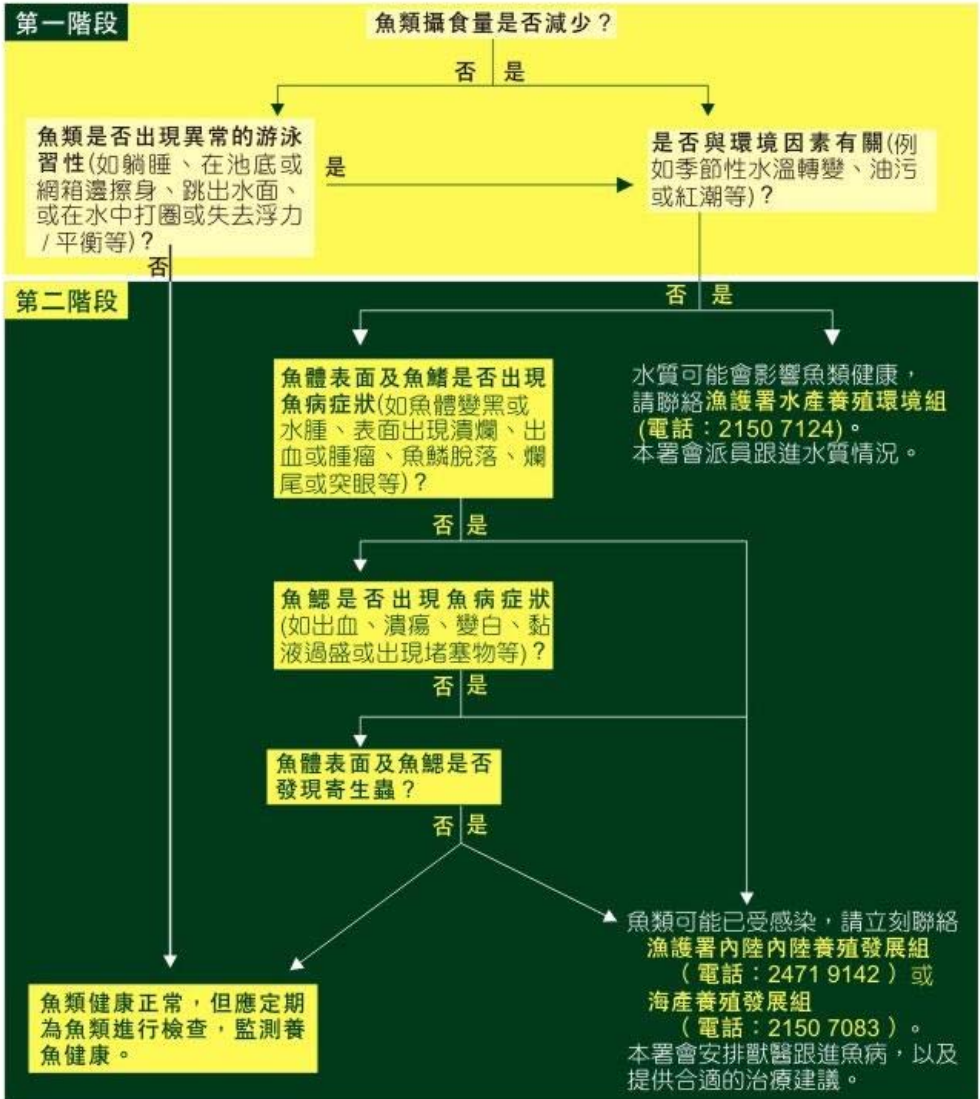 第一階段
魚類攝食量是否減少？
否 是
魚類是否出現異常的游泳
習性(如躺睡、在池底或
網箱邊擦身、跳出水面、
或在水中打圈或失去浮力
/平衡等)？
是
是否與環境因素有關(例
如季節性水溫轉變、油污
或紅潮等)？
否
第二階段
否 是
魚體表面及魚鰭是否出現
魚病症狀(如魚體變黑或
水腫、表面出現潰爛、出
血或腫瘤、魚鱗脫落、爛
尾或突眼等)？
水質可能會影響魚類健康，
請聯絡漁護署水產養殖環境組
(電話：2150 7124)。
本署會派員跟進水質情況。
否 是
魚鰓是否出現魚病症狀
(如出血、潰瘍、變白、黏
液過盛或出現堵塞物等)？
否 是
魚體表面及魚鰓是否
發現寄生蟲？
否 是
魚類可能已受感染，請立刻聯絡
漁護署內陸內陸養殖發展組
（電話：2471 9142）或
海產養殖發展組
（電話：2150 7083）。
本署會安排獸醫跟進魚病，以及
提供合適的治療建議。
魚類健康正常，但應定期
為魚類進行檢查，監測養
魚健康。